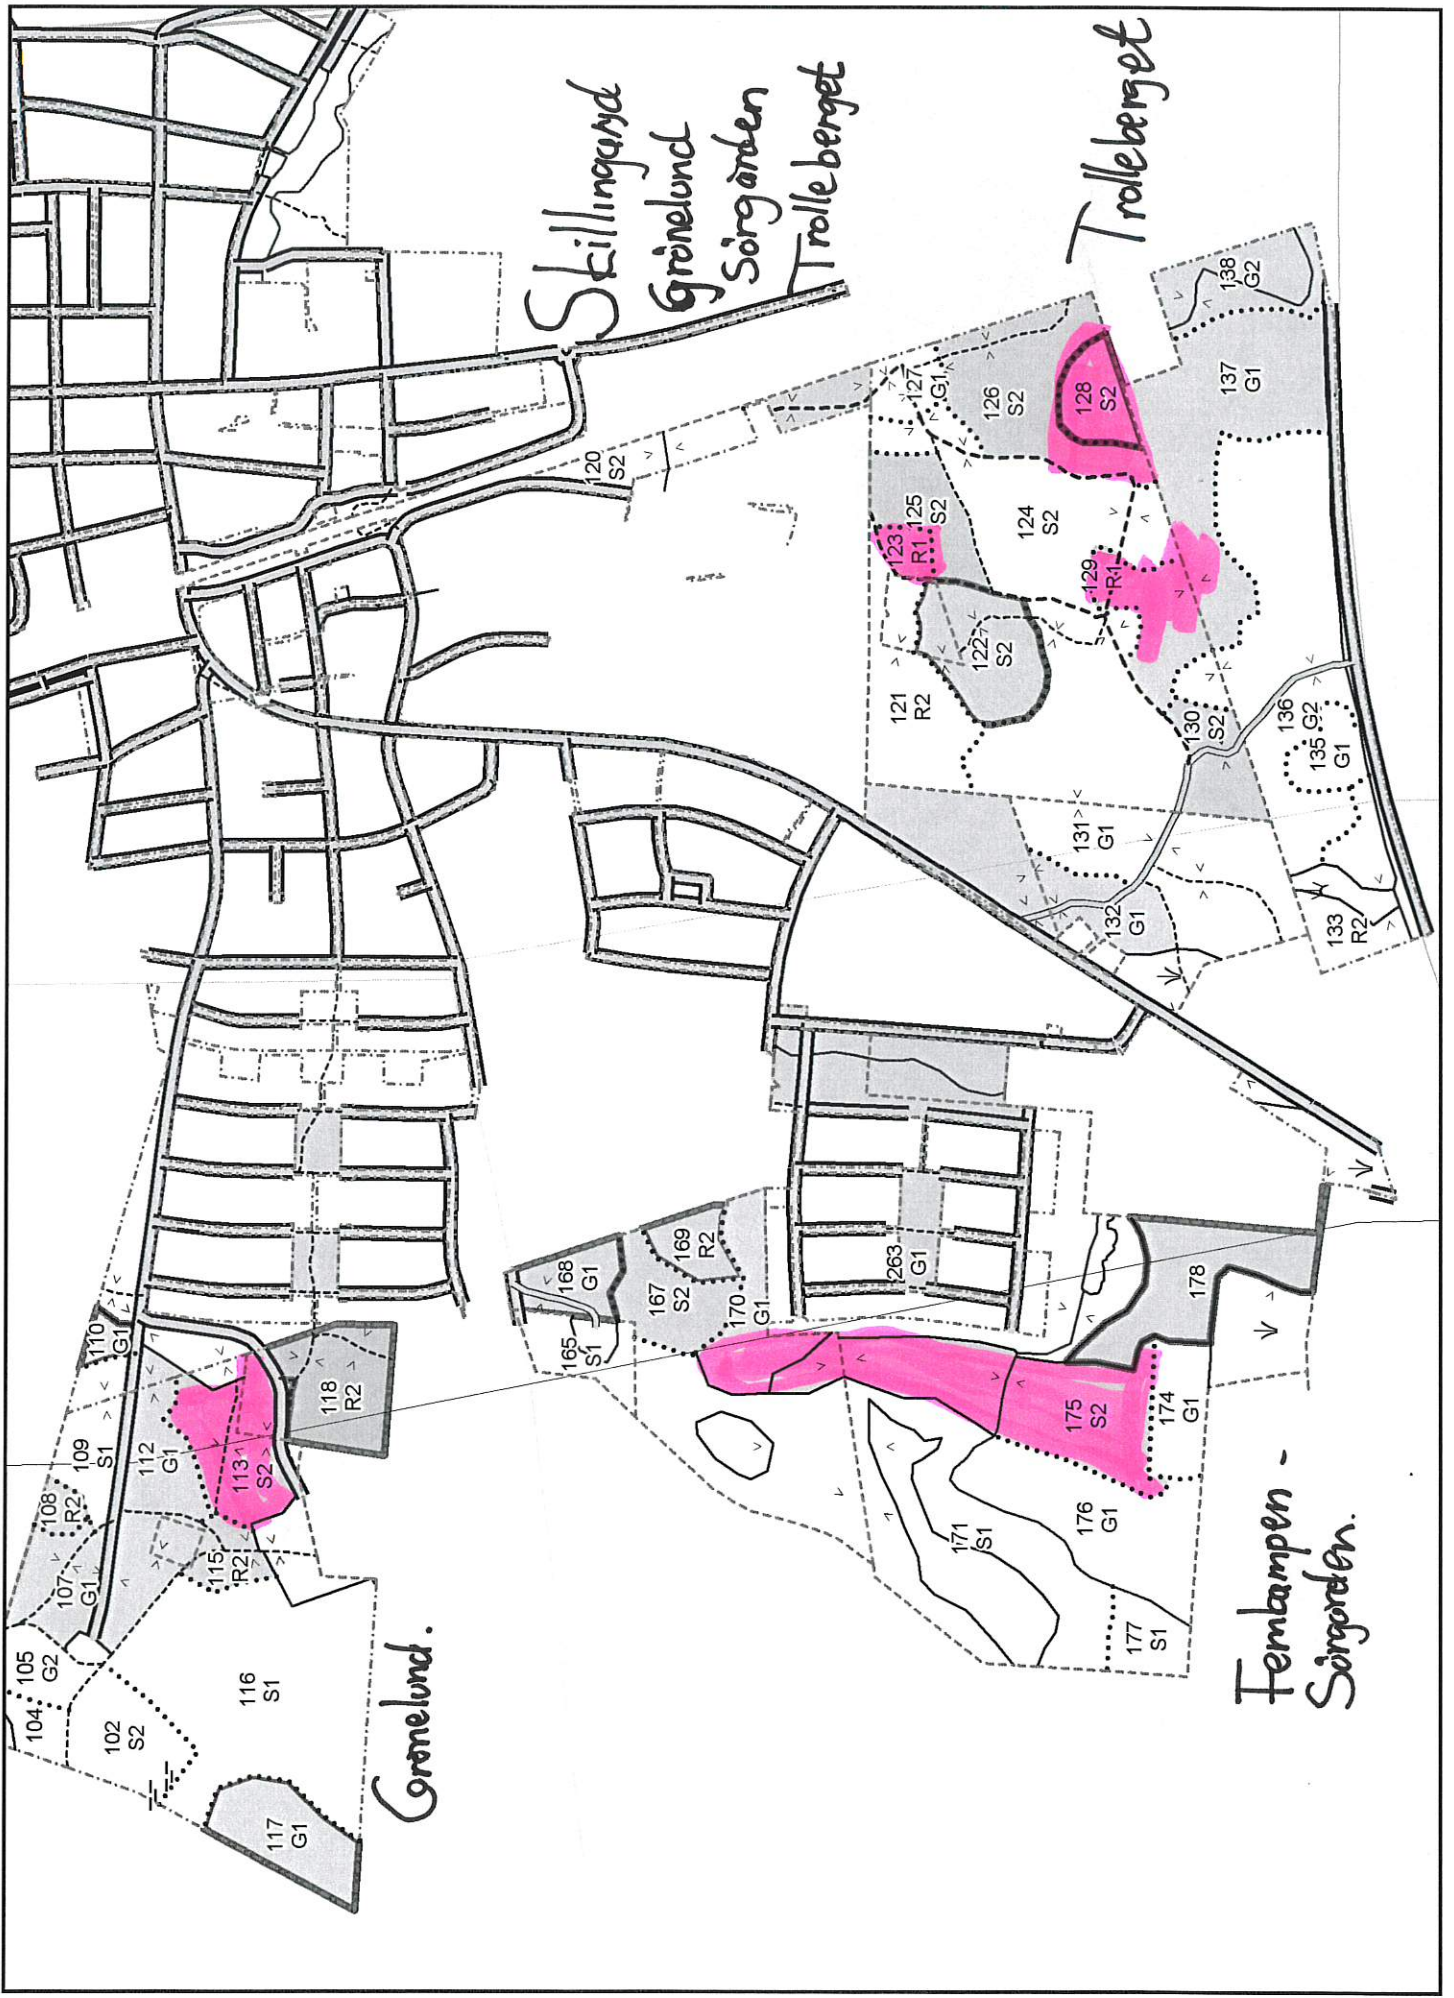 Skillingaryd
Grönelund
Sörgården
Trolleberget
Trolleberget
Grönelund.
Fembampen -
Sörgården.
104
105
G2
102
S2
107
G1
108
R2
109
S1
110
G1
112
G1
113
S2
115
R2
116
S1
117
G1
118
R2
120
S2
121
R2
122
S2
123
R1
124
S2
125
S2
126
S2
127
G1
128
S2
129
R1
130
S2
131
G1
132
G1
133
R2
135
G1
136
G2
137
G1
138
G2
165
S1
167
S2
168
G1
169
R2
170
G1
171
S1
174
G1
175
S2
176
G1
177
S1
178
263
G1